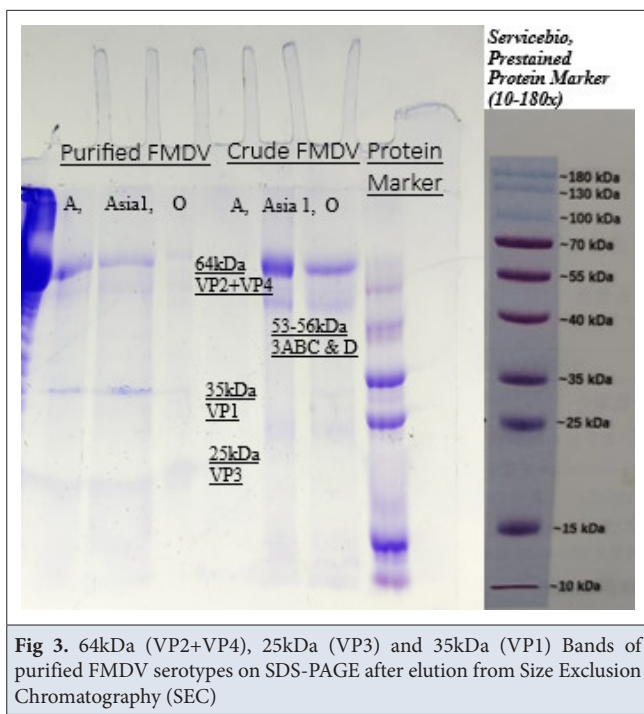 Servicebio,
Prestained
Protein Marker
(10-180x)
Purified FMDV Crude FMDV Protein
Marker
A, Asia1, O A, Asia 1, O
64kDa
VP2+VP4
53-56kDa
3ABC & D
35kDa
VP1
25kDa
VP3
~180 kDa
~130 kDa
~100 kDa
~70 kDa
~55 kDa
~40 kDa
~35 kDa
~25 kDa
~15 kDa
~10 kDa
Fig 3. 64kDa (VP2+VP4), 25kDa (VP3) and 35kDa (VP1) Bands of
purified FMDV serotypes on SDS-PAGE after elution from Size Exclusion
Chromatography (SEC)